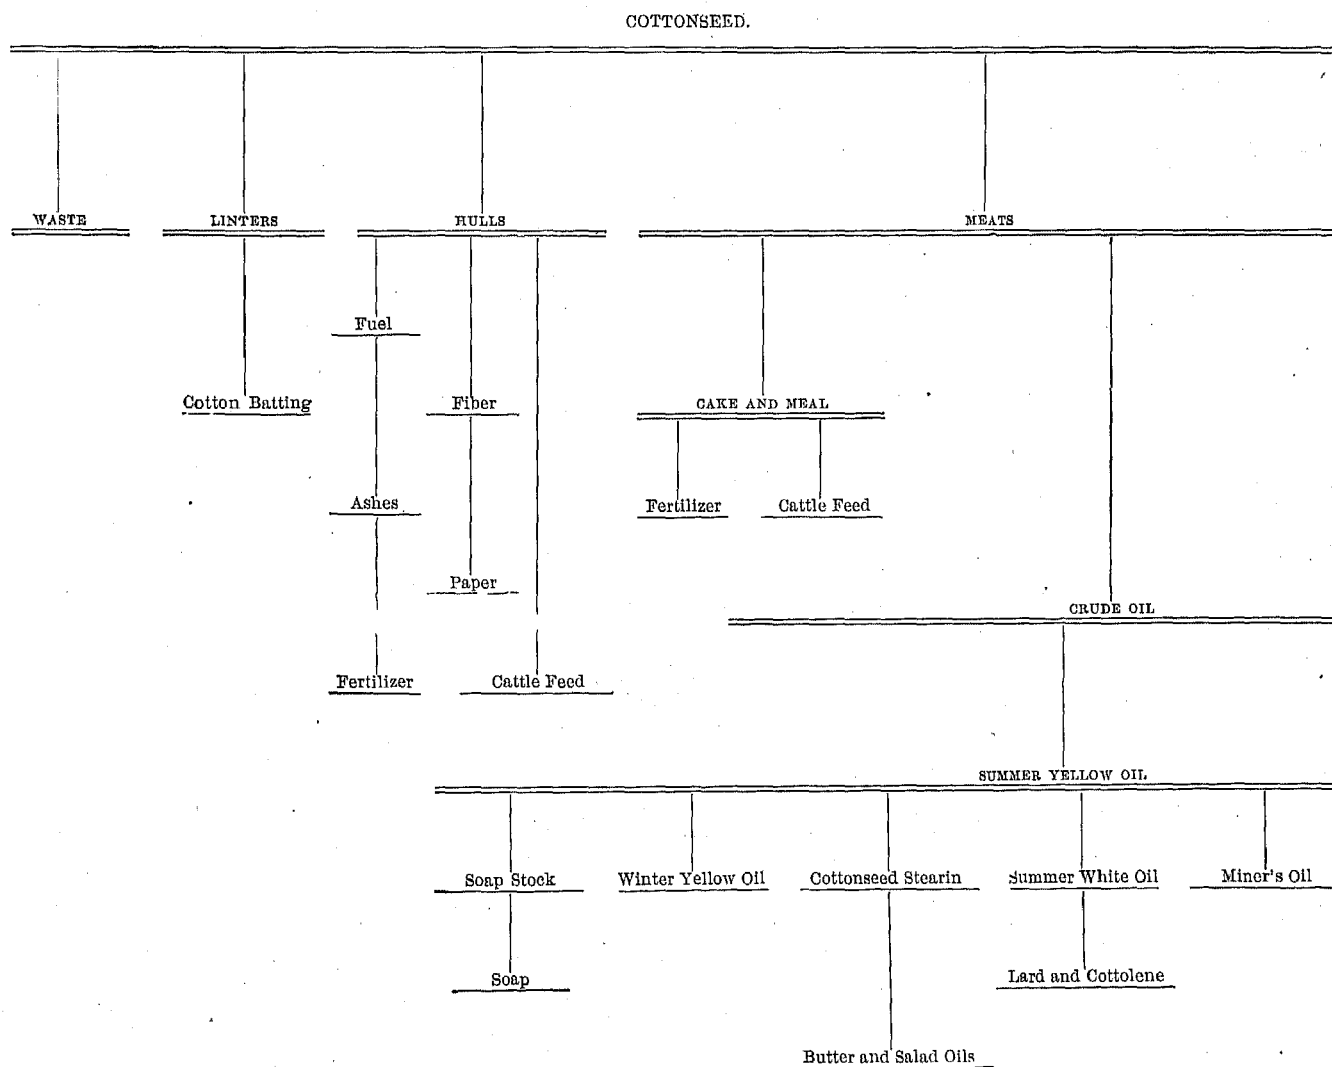 COTTONSEED.
WASTE LINTERS HULLS MEATS
Fuel
Cotton Batting Fiber CAKE AND MEAL
Ashes Fertilizer Cattle Feed
Paper
CRUDE OIL
Fertilizer Cattle Feed
SUMMER YELLOW OIL
Soap Stock Winter Yellow Oil Cottonseed Stearin Summer White Oil Miner's Oil
Soap Lard and Cottolene
Butter and Salad Oils